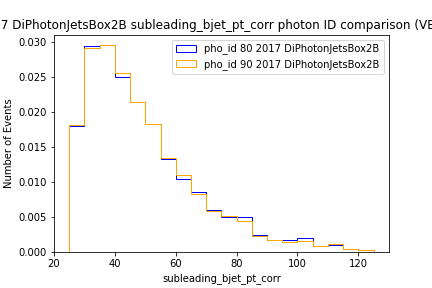 7 DiPhotonJetsBox2B subleading_bjet_pt_corr photon ID comparison (VB
pho_id 80 2017 DiPhotonJetsBox2B
pho_id 90 2017 DiPhotonJetsBox2B
Number of Events
0.030
0.025
0.020
0.015
0.010
0.005
0.000
20 40 60 80 100 120
subleading_bjet_pt_corr